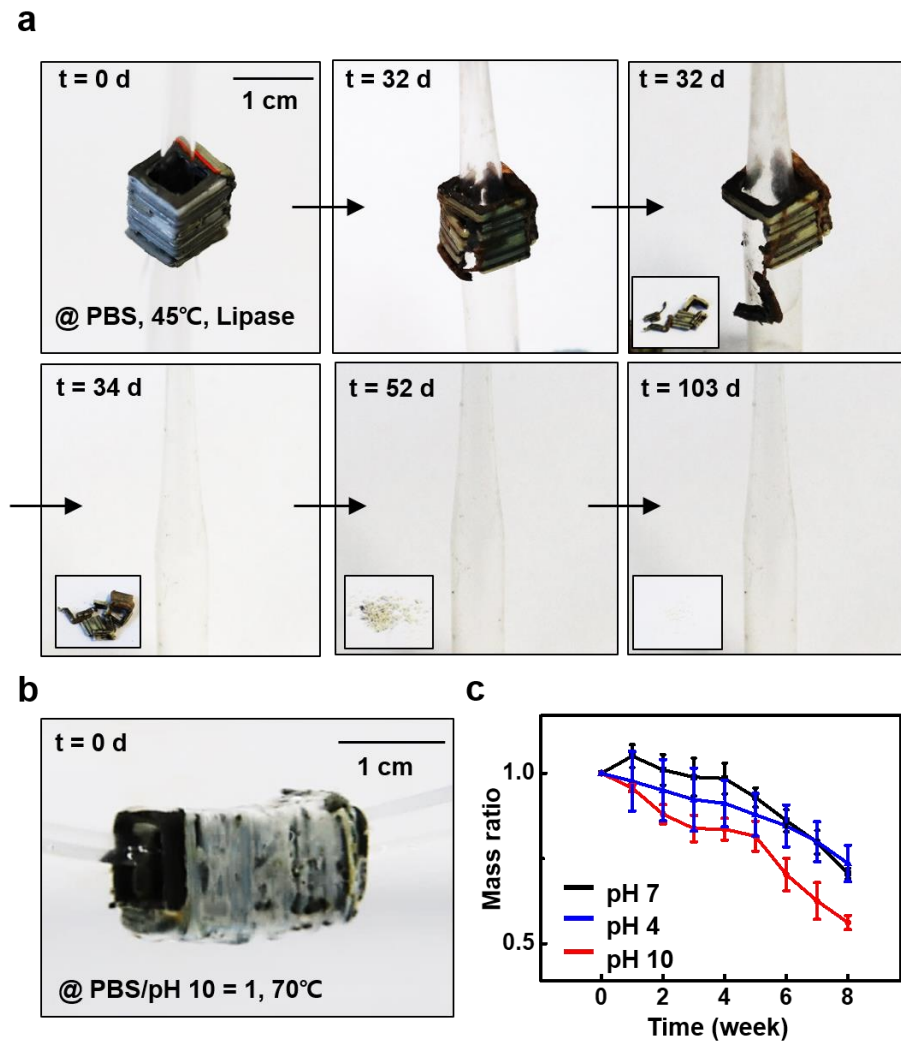 a
t = 0 d
1 cm
@ PBS, 45℃, Lipase
t = 32 d
t = 32 d
t = 34 d
t = 52 d
t = 103 d
b
t = 0 d
1 cm
@ PBS/pH 10 = 1, 70℃
c
Mass ratio
1.0
0.5
pH 7
pH 4
pH 10
0 2 4 6 8
Time (week)